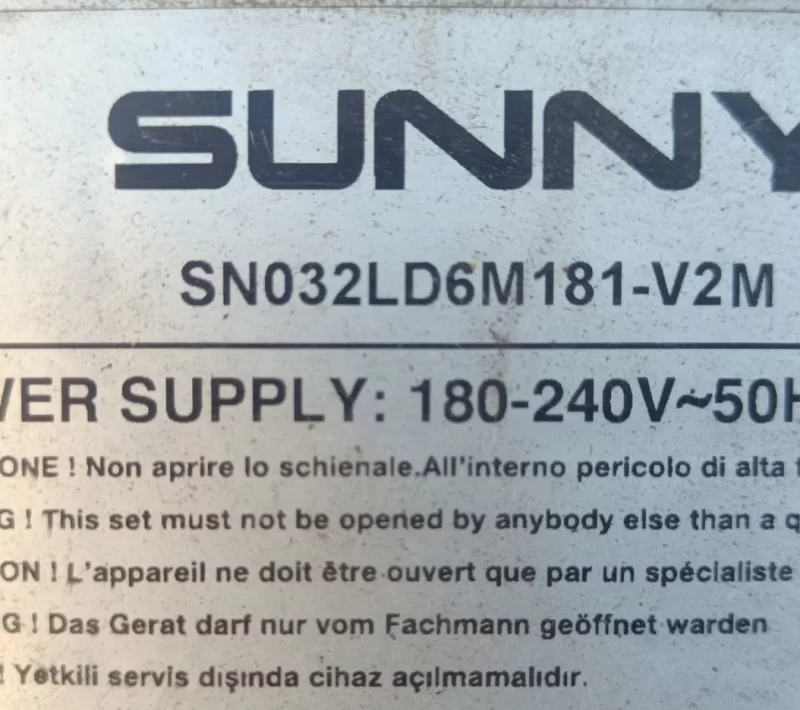 SUNNY
SN032LD6M181-V2M
WER SUPPLY: 180-240V~50H
ONE ! Non aprire lo schienale.All'interno pericolo di alta
G ! This set must not be opened by anybody else than a q
ON ! L'appareil ne doit être ouvert que par un spécialiste
G ! Das Gerat darf nur vom Fachmann geöffnet warden
! Yetkili servis dışında cihaz açılmamalıdır.